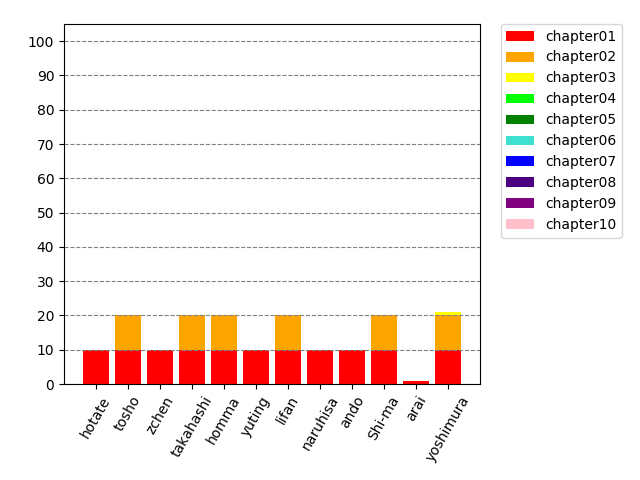 100
90
80
70
60
50
40
30
20
10
0
hotate
tosho
zchen
takahashi
homma
yuting
lifan
naruhisa
ando
Shi-ma
arai
yoshimura
chapter01
chapter02
chapter03
chapter04
chapter05
chapter06
chapter07
chapter08
chapter09
chapter10